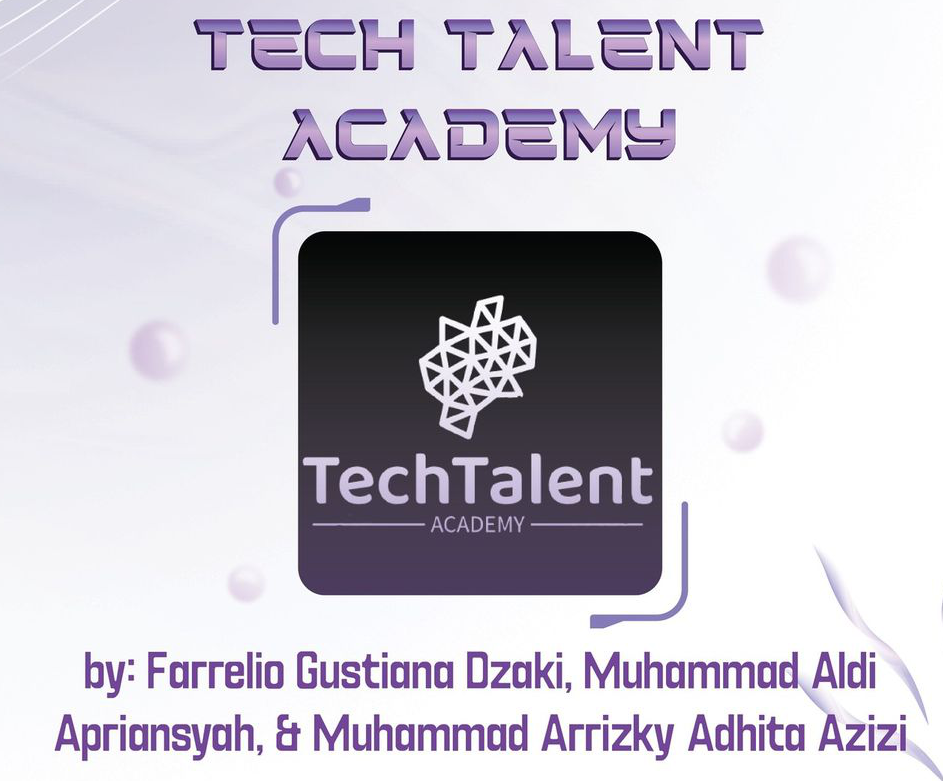 TECH TALENT
ACADEMY
TechTalent
ACADEMY
by: Farrelio Gustiana Dzaki, Muhammad Aldi
Apriansyah, & Muhammad Arrizky Adhita Azizi